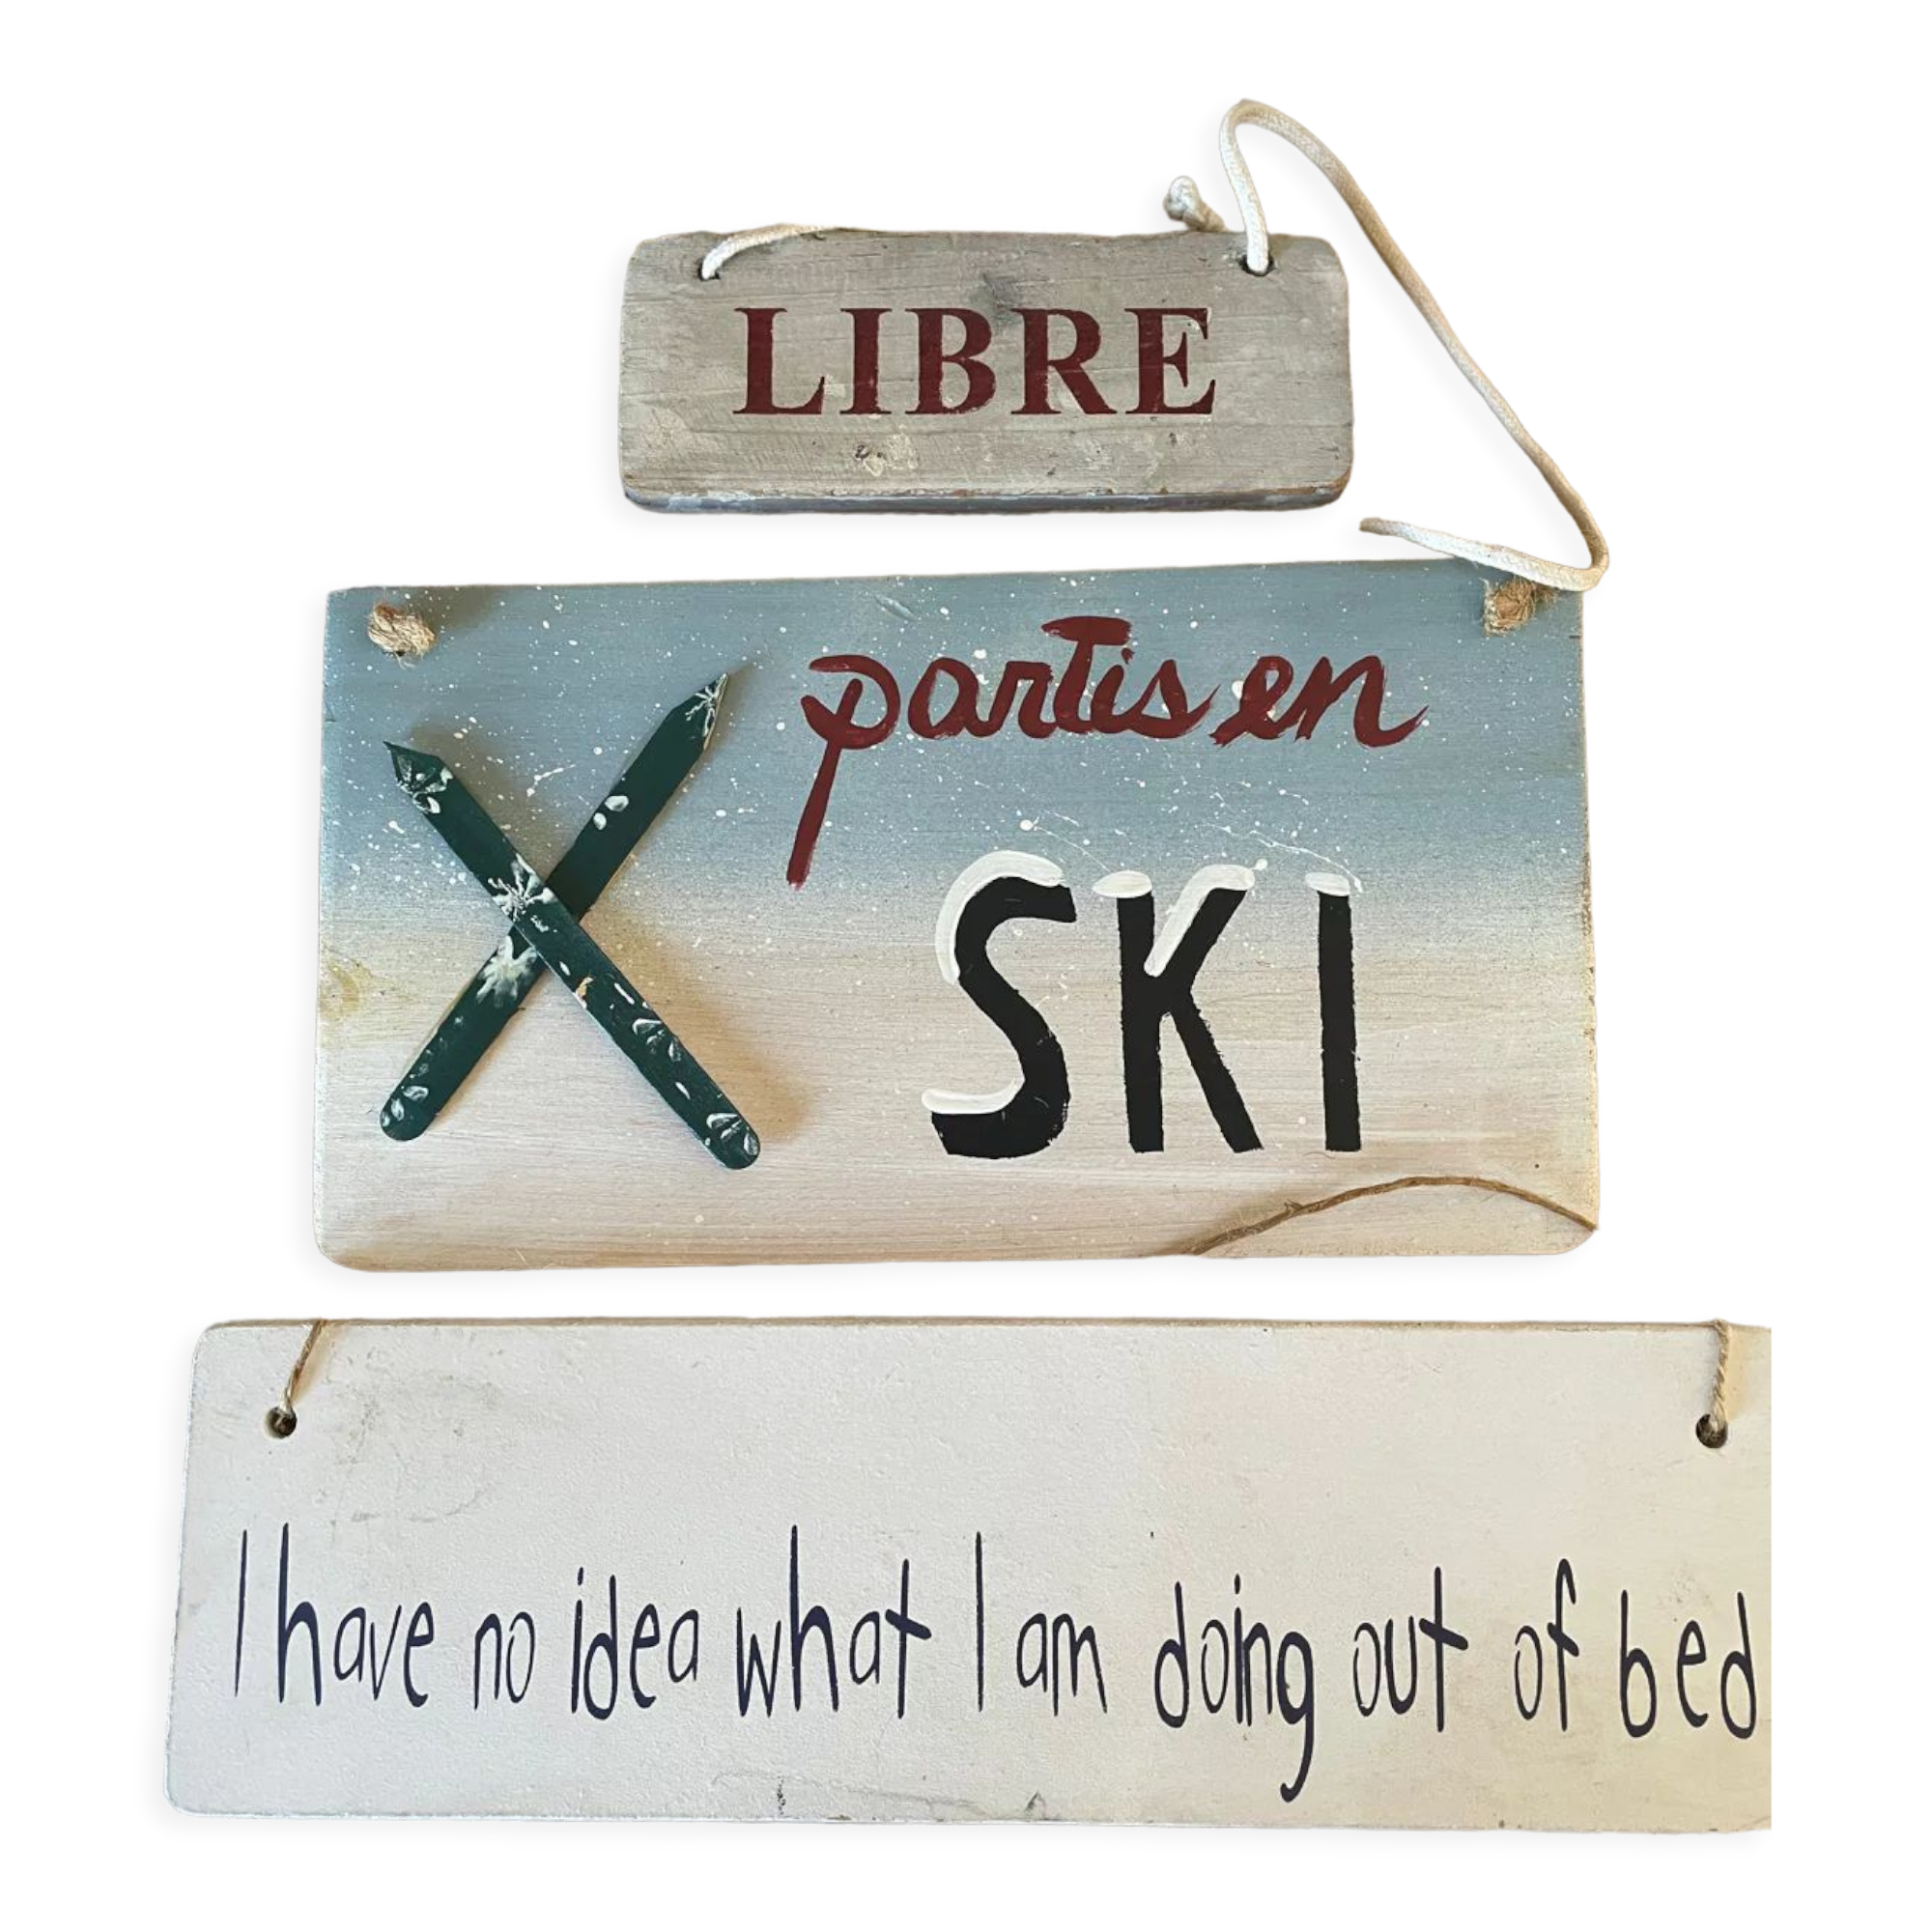 LIBRE
partis en
SKI
I have no idea what I am doing out of bed